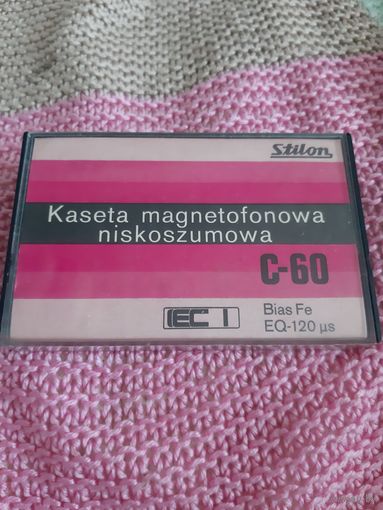 Stilon
Kaseta magnetofonowa
niskoszumowa
C-60
IEC I
Bias Fe
EQ-120 μs